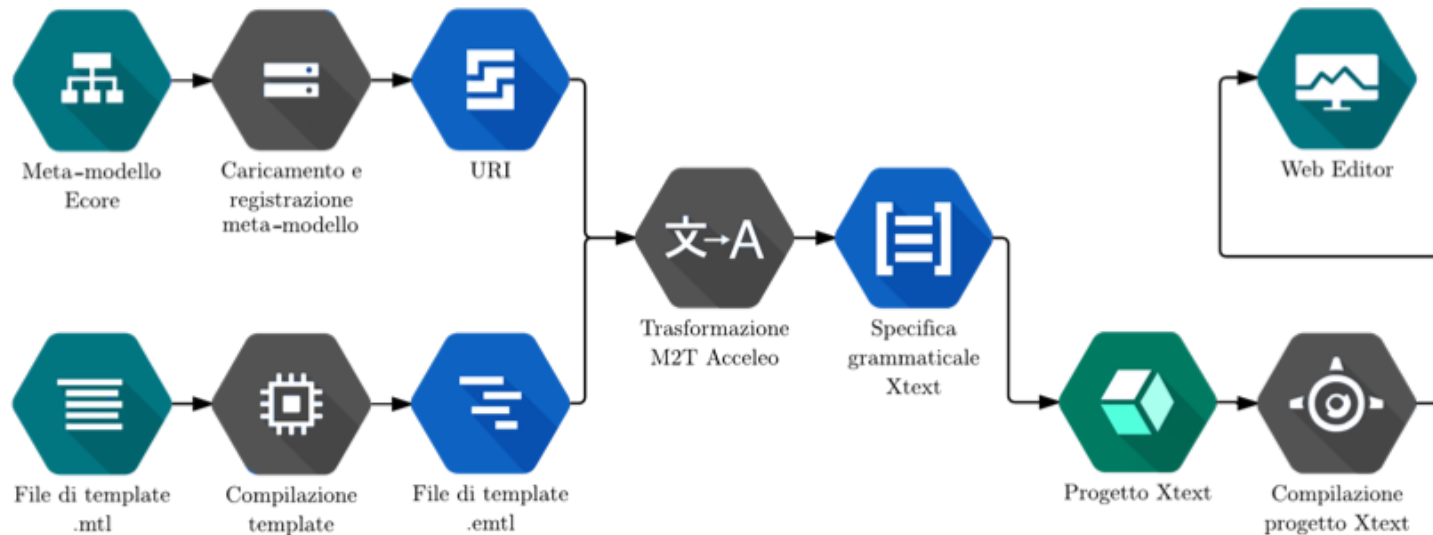 Meta-modello
Ecore
Caricamento e
registrazione
meta-modello
URI
Web Editor
文→A
Trasformazione
M2T Acceleo
Specifica
grammaticale
Xtext
File di template
.mtl
Compilazione
template
File di template
.emtl
Progetto Xtext
Compilazione
progetto Xtext